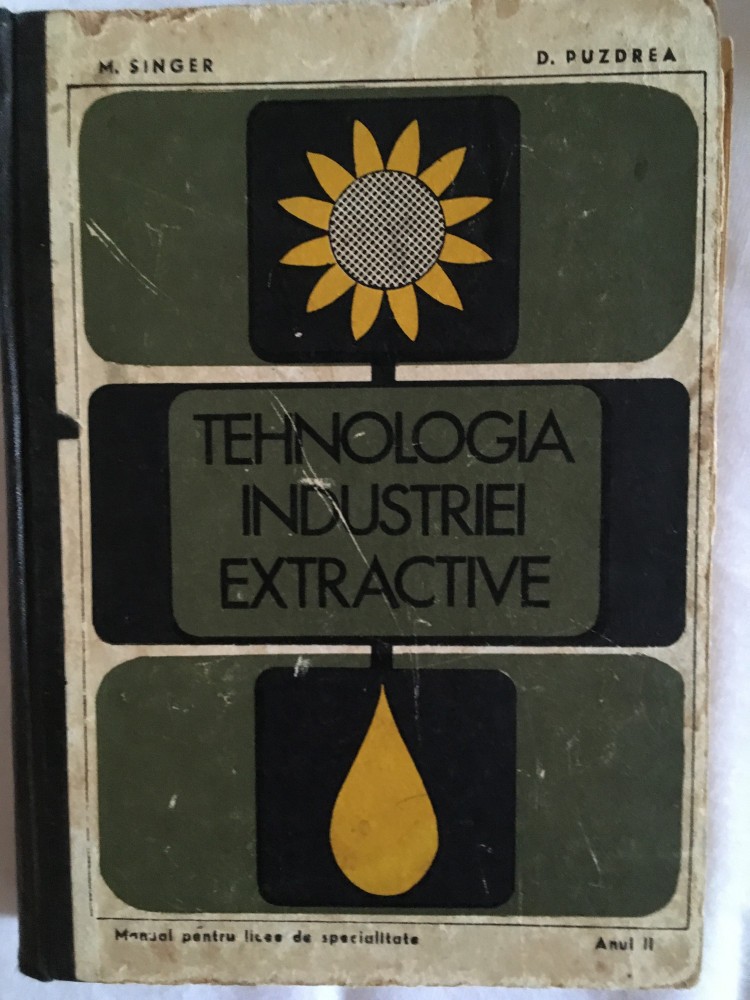 M. SINGER D. PUZDREA
TEHNOLOGIA
INDUSTRIEI
EXTRACTIVE
Manual pentru licee de specialitate Anul II